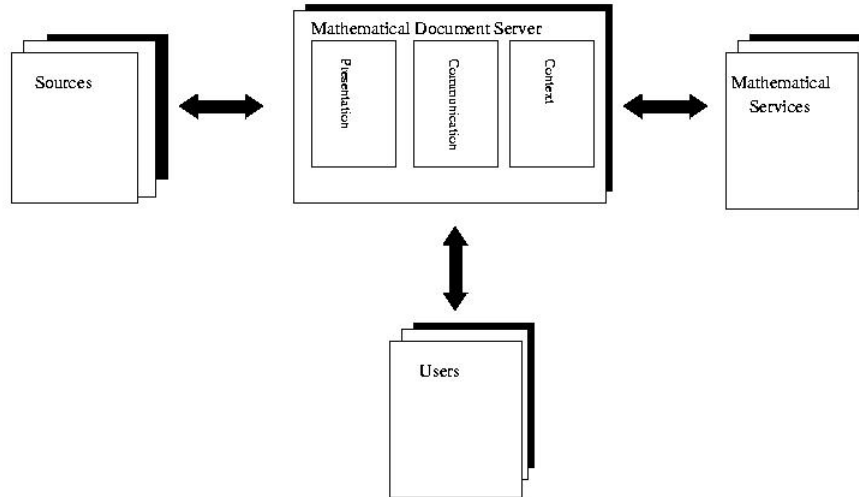 Mathematical Document Server
Sources
Presentation
Communication
Context
Mathematical
Services
Users